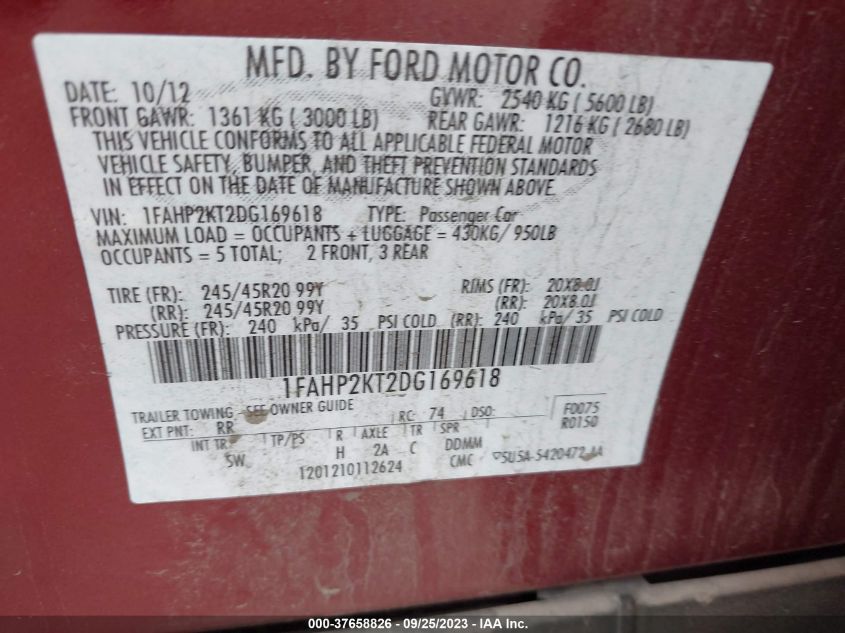 MFD. BY FORD MOTOR CO.
DATE: 10/12 GVWR: 2540 KG ( 5600 LB)
FRONT GAWR: 1361 KG ( 3000 LB) REAR GAWR: 1216 KG ( 2680 LB)
THIS VEHICLE CONFORMS TO ALL APPLICABLE FEDERAL MOTOR
VEHICLE SAFETY, BUMPER, AND THEFT PREVENTION STANDARDS
IN EFFECT ON THE DATE OF MANUFACTURE SHOWN ABOVE.
VIN: 1FAHP2KT2DG169618 TYPE: Passenger Car
MAXIMUM LOAD = OCCUPANTS + LUGGAGE = 430KG/ 950LB
OCCUPANTS = 5 TOTAL; 2 FRONT, 3 REAR
TIRE (FR): 245/45R20 99Y RIMS (FR): 20X8.0J
(RR): 245/45R20 99Y (RR): 20X8.0J
PRESSURE (FR): 240 kPa/ 35 PSI COLD (RR): 240 kPa/ 35 PSI COLD
1FAHP2KT2DG169618
TRAILER TOWING - SEE OWNER GUIDE RC: 74 DSO: F0075
EXT PNT: RR R0150
INT TR TP/PS R AXLE TR SPR
5W H 2A C DDMM
1201210112624 CMC 5U5A-5420472-AA
000-37658826 - 09/25/2023 - IAAI Inc.